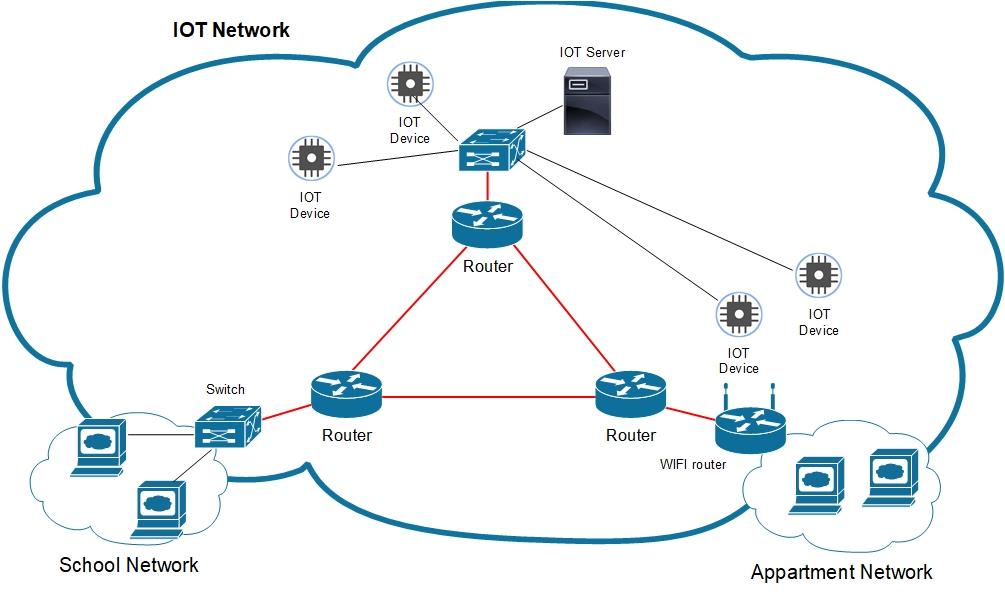 IOT Network
IOT Server
IOT
Device
IOT
Device
Router
IOT
Device
IOT
Device
Switch
Router
Router
WIFI router
School Network
Appartment Network